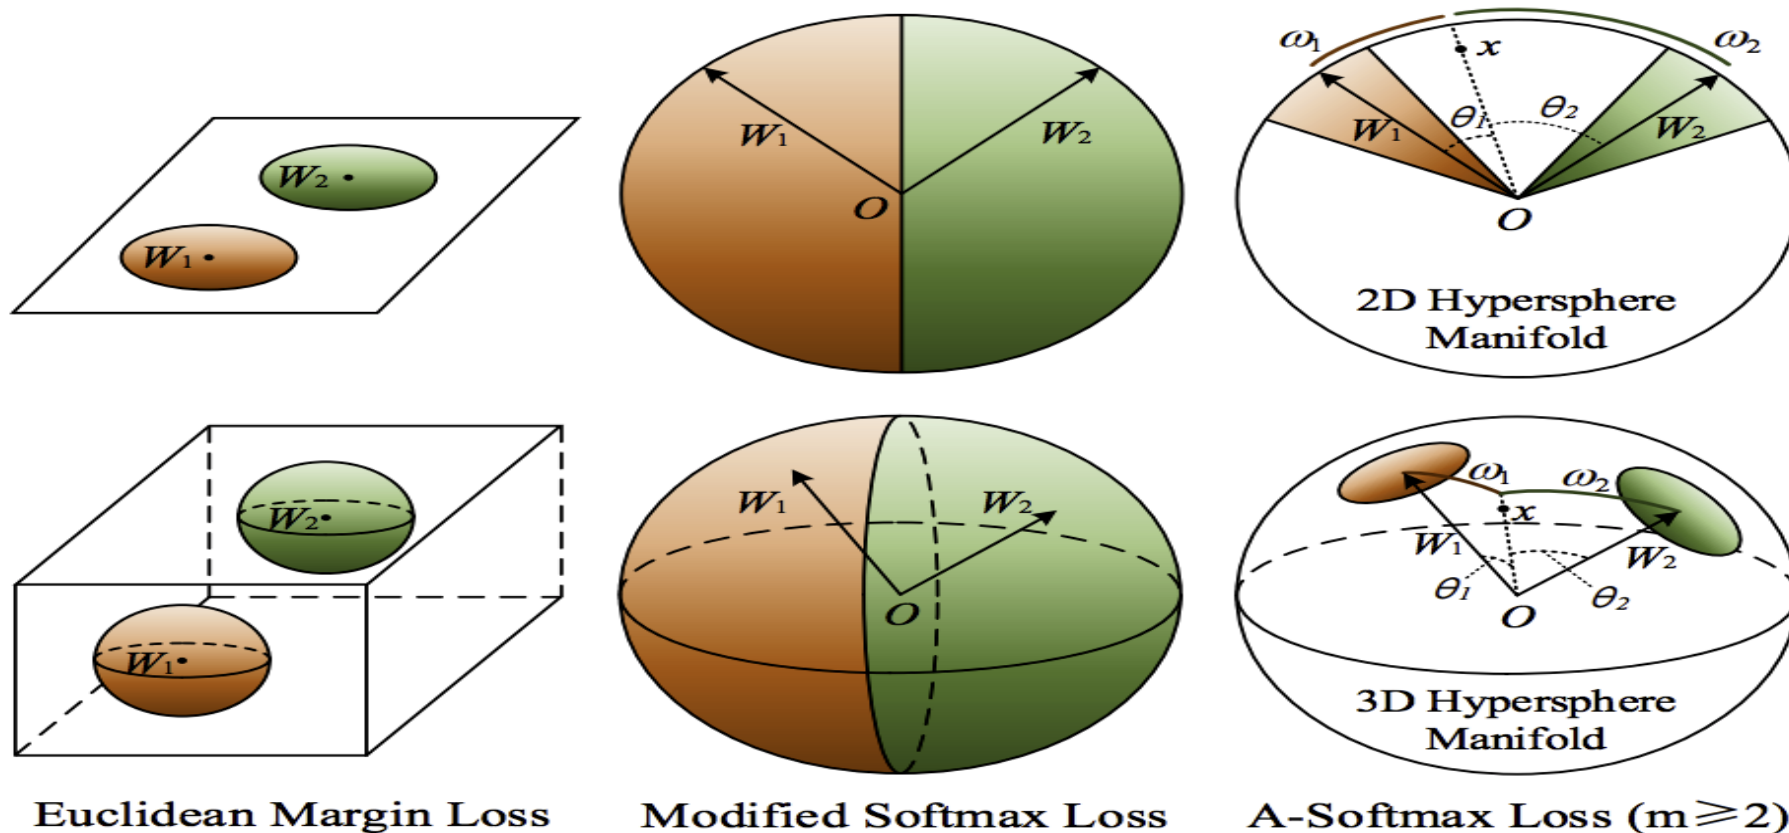 W₂
W₁
W₁
W₂
O
ω₁
x
ω₂
W₁
θ₁
θ₂
W₂
O
2D Hypersphere
Manifold
W₂
W₁
W₁
W₂
O
ω₁
ω₂
x
W₁
W₂
θ₁
θ₂
O
3D Hypersphere
Manifold
Euclidean Margin Loss
Modified Softmax Loss
A-Softmax Loss (m⩾2)